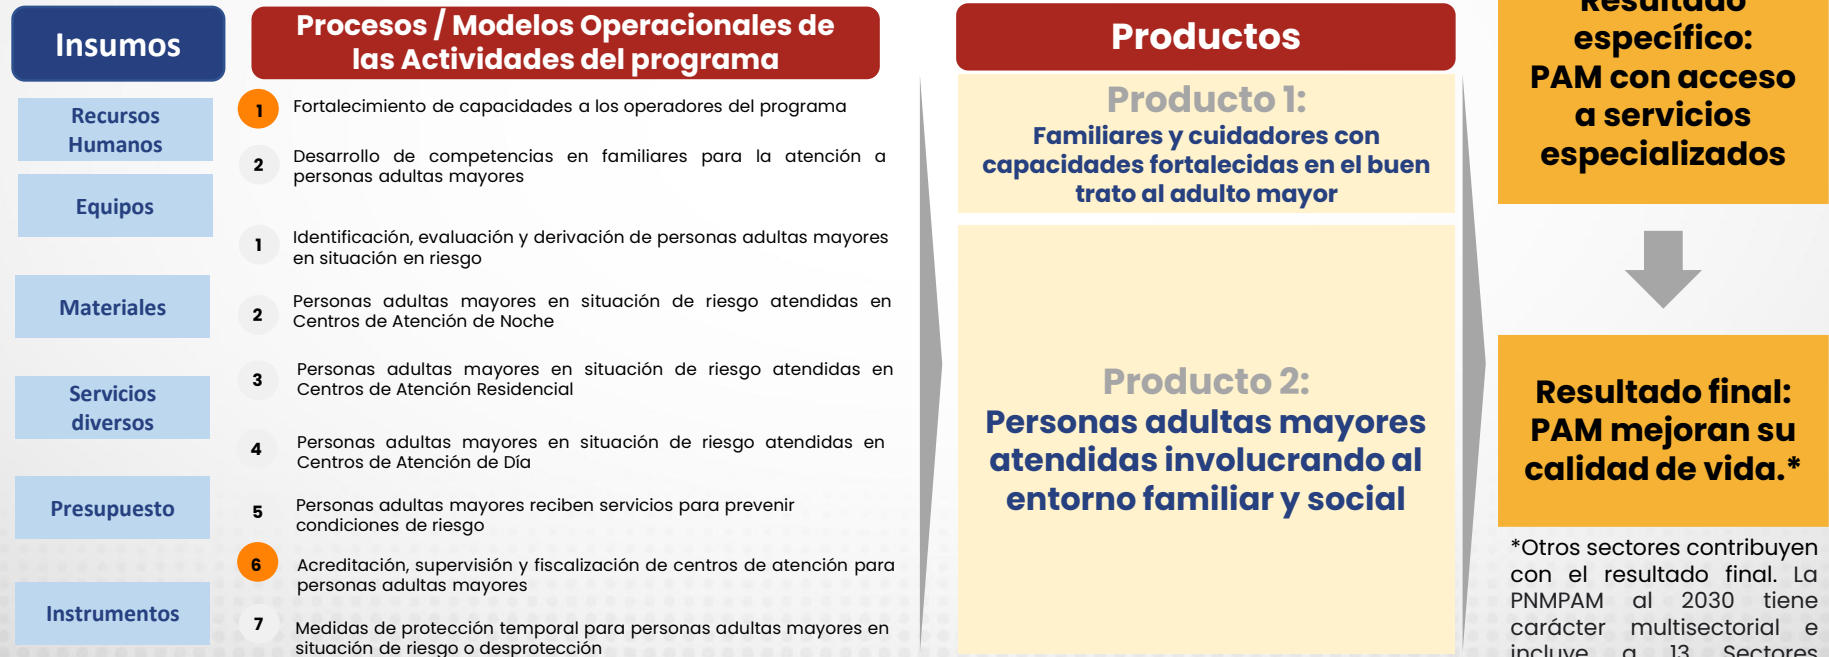 Insumos
Recursos
Humanos
Equipos
Materiales
Servicios
diversos
Presupuesto
Instrumentos
Procesos / Modelos Operacionales de
las Actividades del programa
1 Fortalecimiento de capacidades a los operadores del programa
2 Desarrollo de competencias en familiares para la atención a
personas adultas mayores
1 Identificación, evaluación y derivación de personas adultas mayores
en situación en riesgo
2 Personas adultas mayores en situación de riesgo atendidas en
Centros de Atención de Noche
3 Personas adultas mayores en situación de riesgo atendidas en
Centros de Atención Residencial
4 Personas adultas mayores en situación de riesgo atendidas en
Centros de Atención de Día
5 Personas adultas mayores reciben servicios para prevenir
condiciones de riesgo
6 Acreditación, supervisión y fiscalización de centros de atención para
personas adultas mayores
7 Medidas de protección temporal para personas adultas mayores en
situación de riesgo o desprotección
Productos
Producto 1:
Familiares y cuidadores con
capacidades fortalecidas en el buen
trato al adulto mayor
Producto 2:
Personas adultas mayores
atendidas involucrando al
entorno familiar y social
Resultado
específico:
PAM con acceso
a servicios
especializados
Resultado final:
PAM mejoran su
calidad de vida.*
*Otros sectores contribuyen
con el resultado final. La
PNMPAM al 2030 tiene
carácter multisectorial e
incluye a 13 Sectores